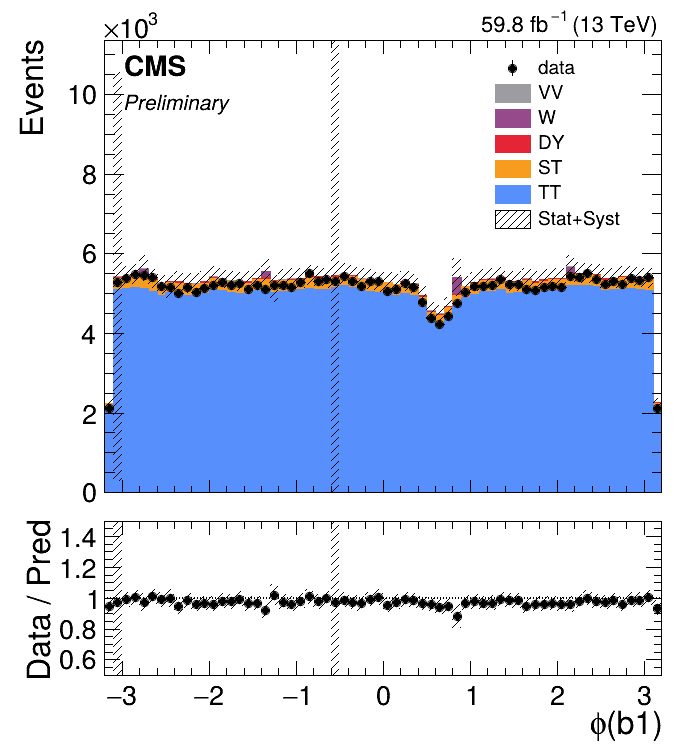 ×10³ 59.8 fb⁻¹ (13 TeV)
CMS
Preliminary
Events
data
VV
W
DY
ST
TT
Stat+Syst
10
8
6
4
2
0
Data / Pred
1.4
1.2
1
0.8
0.6
−3 −2 −1 0 1 2 3
ϕ(b1)